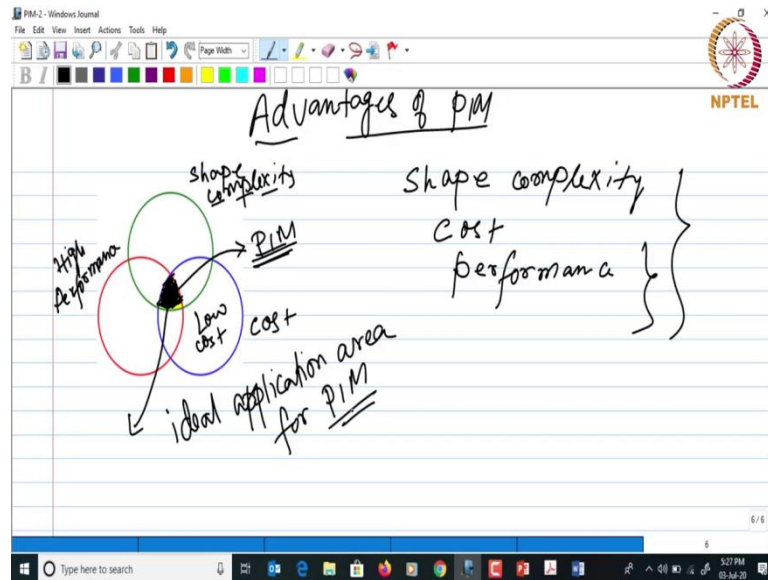 PIM-2 - Windows Journal
File Edit View Insert Actions Tools Help
Page Width
B I
NPTEL
Advantages of PIM
shape
complexity
High
Performana
PIM
Low
cost
cost
ideal application area
for PIM
Shape complexity
cost
performana
6/6
6
Type here to search
5:27 PM
03-Jul-20